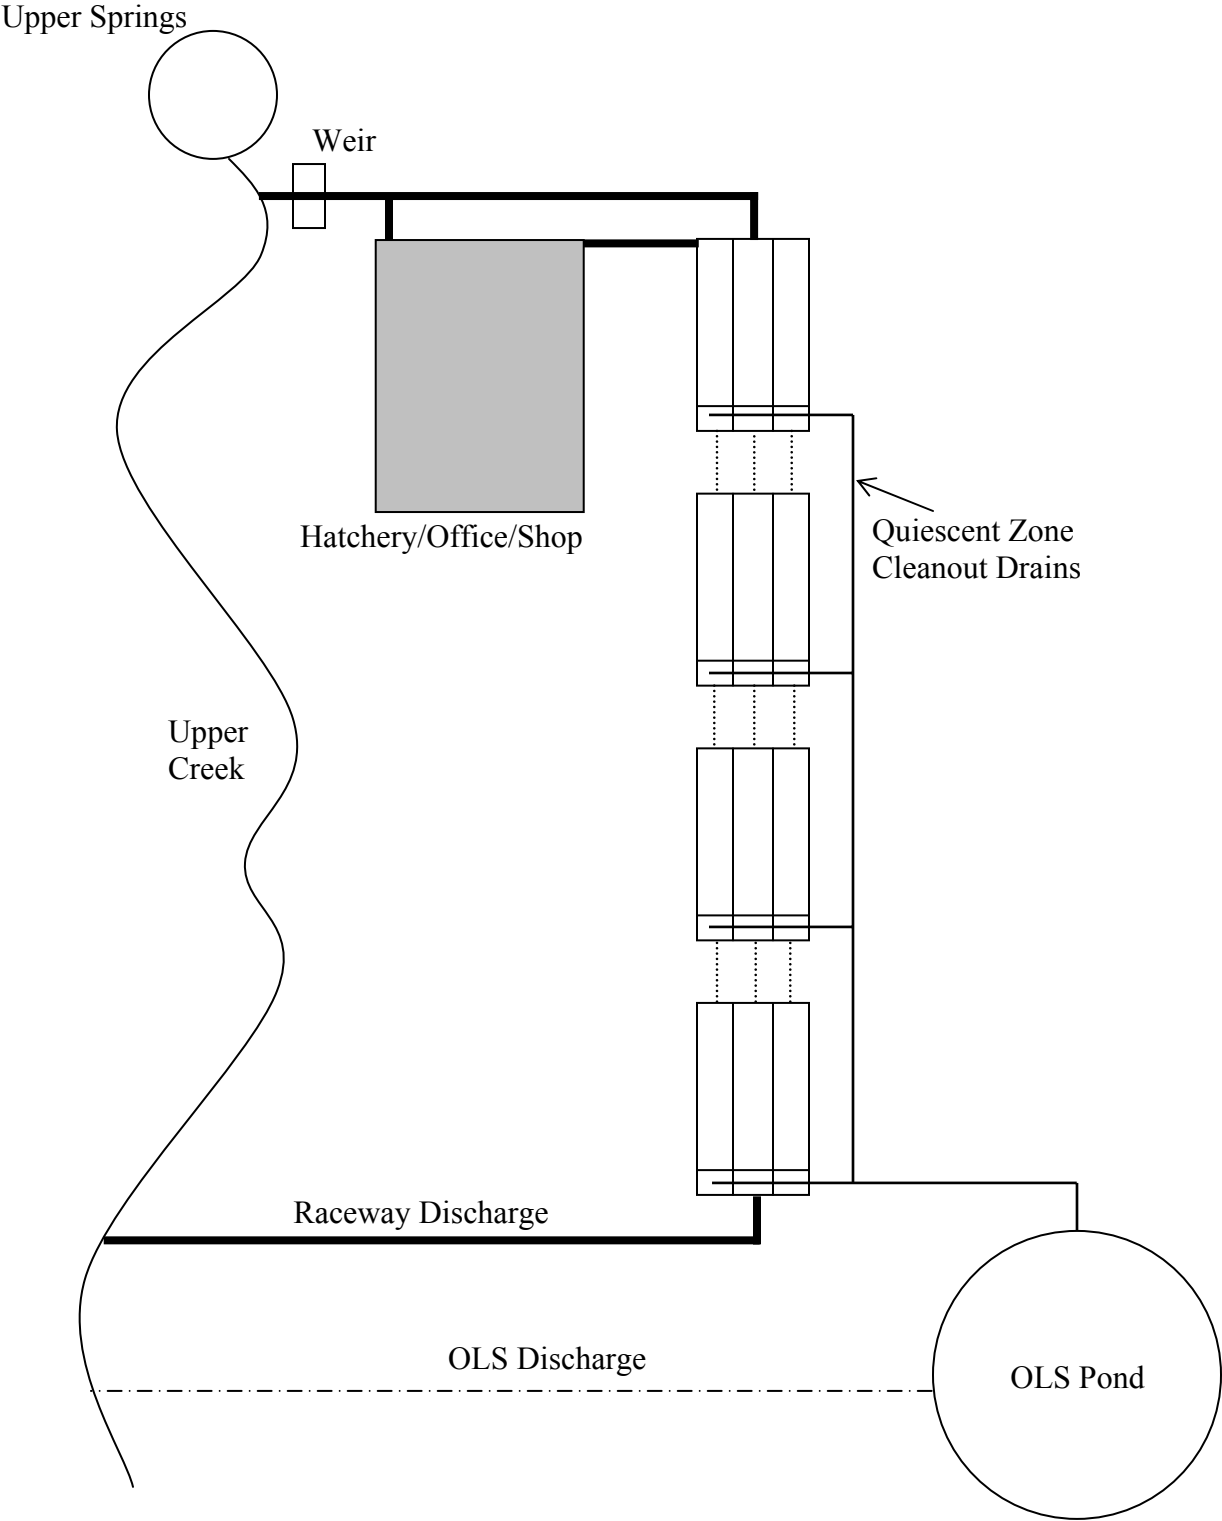 Upper Springs
Weir
Hatchery/Office/Shop
Quiescent Zone
Cleanout Drains
Upper
Creek
Raceway Discharge
OLS Discharge
OLS Pond